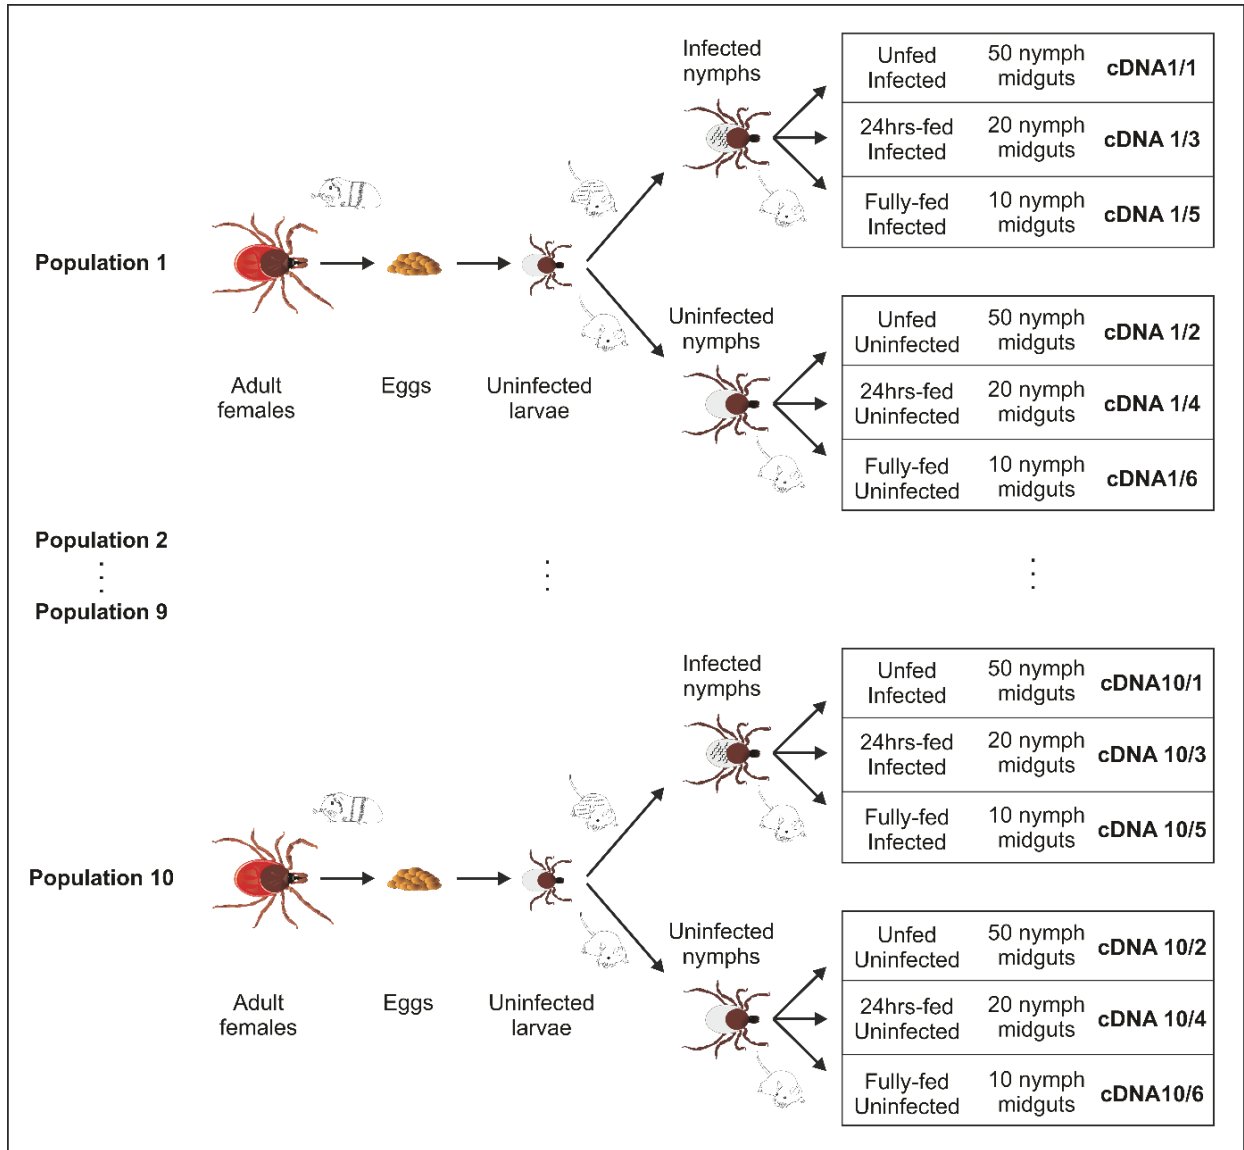 Infected
nymphs
Unfed
Infected
50 nymph
midguts
cDNA1/1
24hrs-fed
Infected
20 nymph
midguts
cDNA 1/3
Fully-fed
Infected
10 nymph
midguts
cDNA 1/5
Population 1
Adult
females
Eggs
Uninfected
larvae
Uninfected
nymphs
Unfed
Uninfected
50 nymph
midguts
cDNA 1/2
24hrs-fed
Uninfected
20 nymph
midguts
cDNA 1/4
Fully-fed
Uninfected
10 nymph
midguts
cDNA1/6
Population 2
Population 9
Infected
nymphs
Unfed
Infected
50 nymph
midguts
cDNA10/1
24hrs-fed
Infected
20 nymph
midguts
cDNA 10/3
Fully-fed
Infected
10 nymph
midguts
cDNA 10/5
Population 10
Adult
females
Eggs
Uninfected
larvae
Uninfected
nymphs
Unfed
Uninfected
50 nymph
midguts
cDNA 10/2
24hrs-fed
Uninfected
20 nymph
midguts
cDNA 10/4
Fully-fed
Uninfected
10 nymph
midguts
cDNA10/6